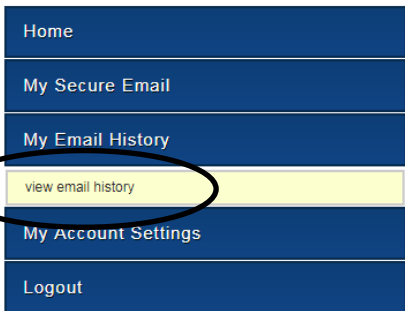 Home
My Secure Email
My Email History
view email history
My Account Settings
Logout